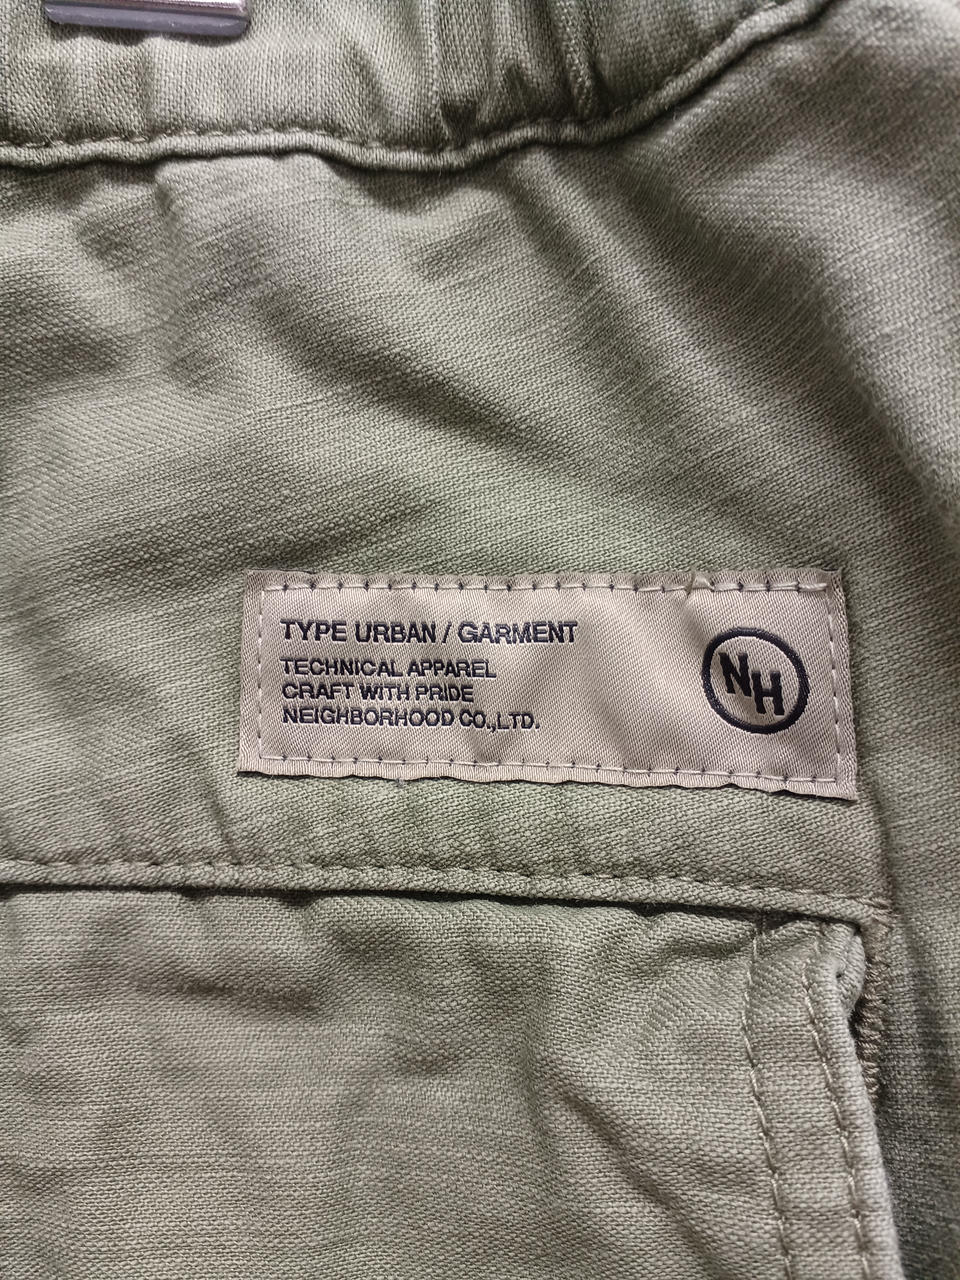 TYPE URBAN / GARMENT
TECHNICAL APPAREL
CRAFT WITH PRIDE
NEIGHBORHOOD CO.,LTD.
NH